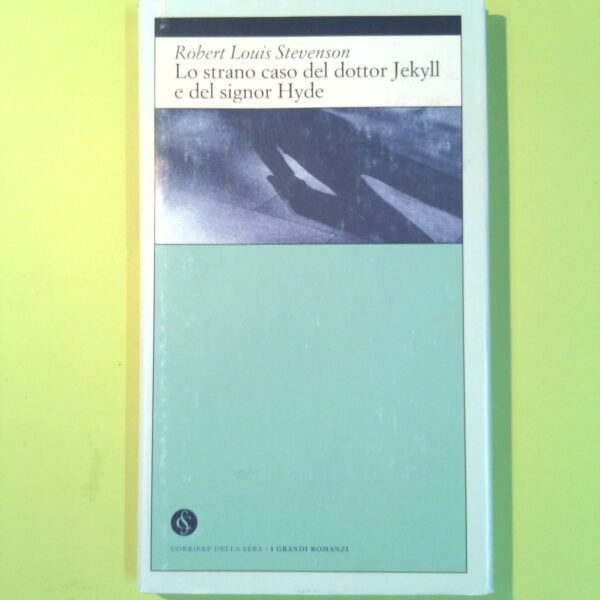 Robert Louis Stevenson
Lo strano caso del dottor Jekyll
e del signor Hyde
CORRIERE DELLA SERA • I GRANDI ROMANZI